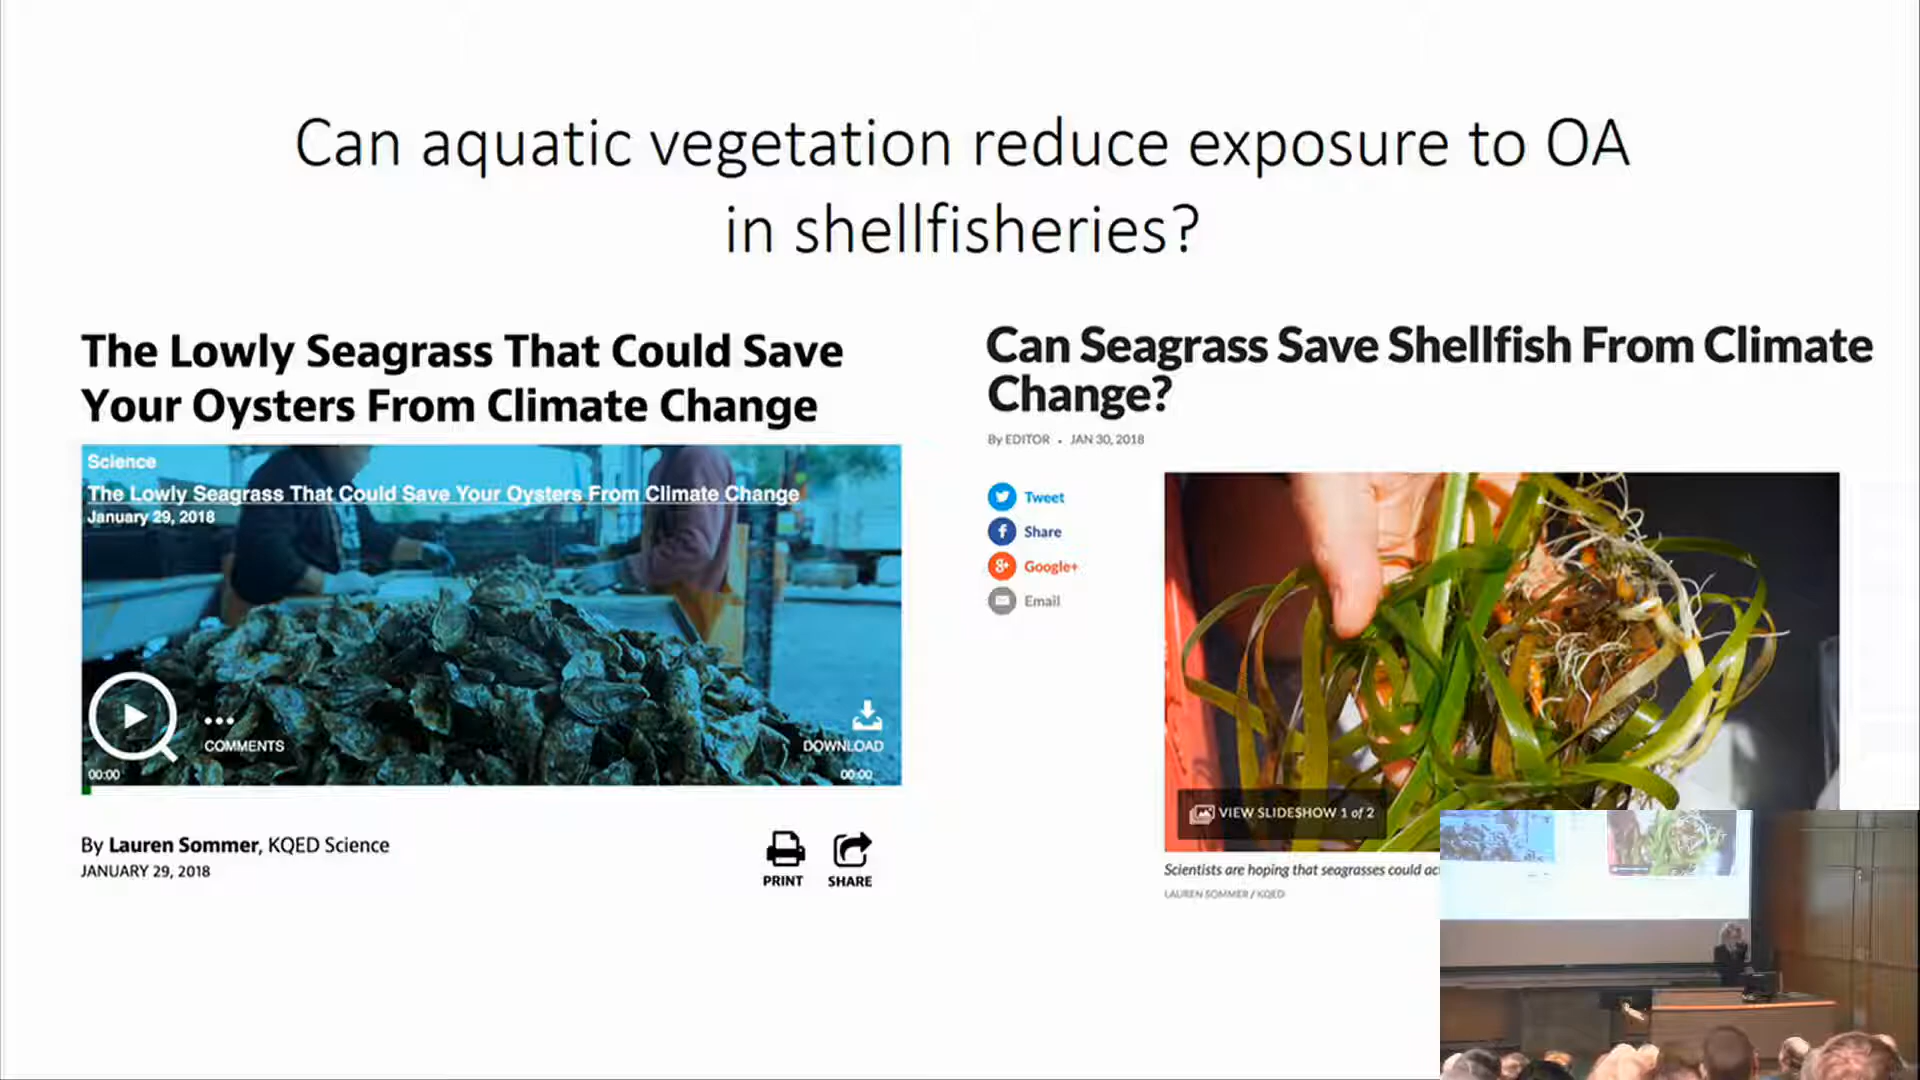 Can aquatic vegetation reduce exposure to OA
in shellfisheries?
The Lowly Seagrass That Could Save
Your Oysters From Climate Change
Science
The Lowly Seagrass That Could Save Your Oysters From Climate Change
January 29, 2018
COMMENTS
DOWNLOAD
00:00
00:00
By Lauren Sommer, KQED Science
JANUARY 29, 2018
PRINT
SHARE
Can Seagrass Save Shellfish From Climate
Change?
By EDITOR • JAN 30, 2018
Tweet
Share
Google+
Email
VIEW SLIDESHOW 1 of 2
Scientists are hoping that seagrasses could
LAUREN SOMMER / KQED